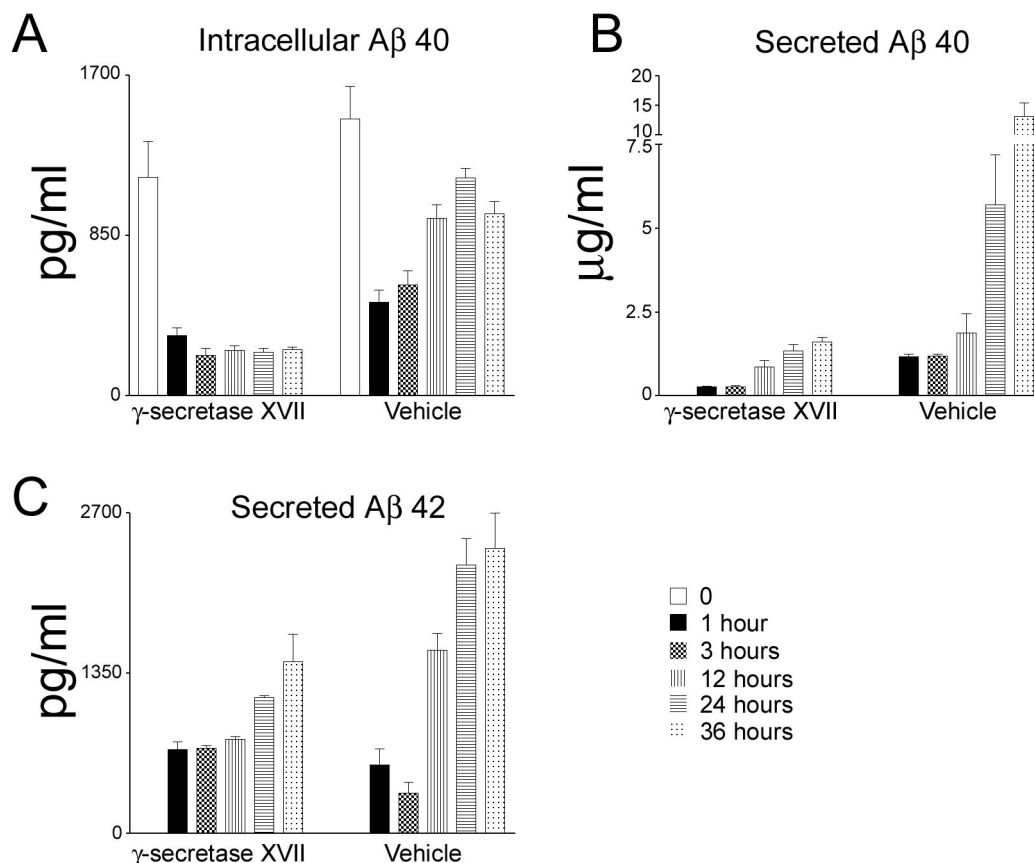 A
Intracellular Aβ 40
pg/ml
1700
850
0
γ-secretase XVII
Vehicle
B
Secreted Aβ 40
μg/ml
20
15
10
7.5
5
2.5
0
γ-secretase XVII
Vehicle
C
Secreted Aβ 42
pg/ml
2700
1350
0
γ-secretase XVII
Vehicle
0
1 hour
3 hours
12 hours
24 hours
36 hours